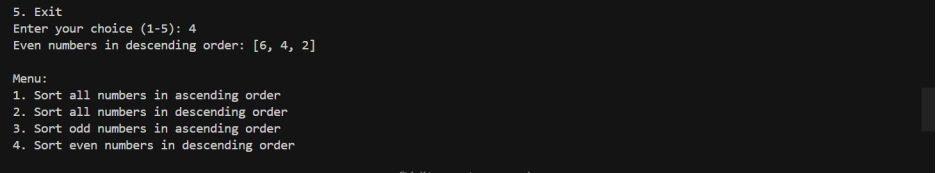 5. Exit
Enter your choice (1-5): 4
Even numbers in descending order: [6, 4, 2]
Menu:
1. Sort all numbers in ascending order
2. Sort all numbers in descending order
3. Sort odd numbers in ascending order
4. Sort even numbers in descending order